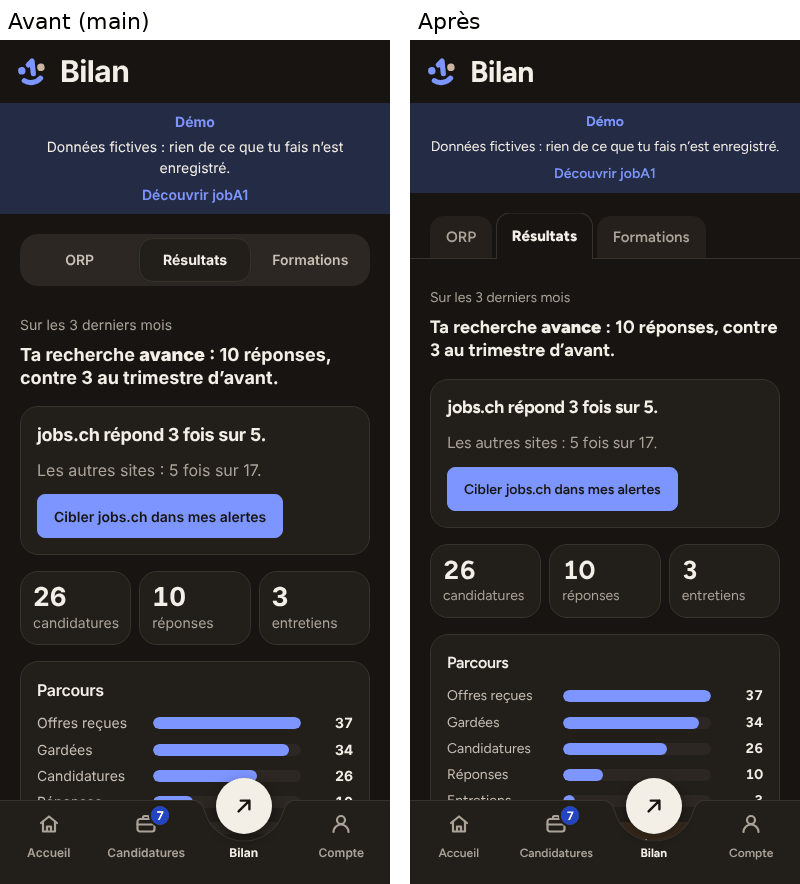 Avant (main)
Bilan
Démo
Données fictives : rien de ce que tu fais n’est
enregistré.
Découvrir jobA1
ORP Résultats Formations
Sur les 3 derniers mois
Ta recherche avance : 10 réponses,
contre 3 au trimestre d’avant.
jobs.ch répond 3 fois sur 5.
Les autres sites : 5 fois sur 17.
Cibler jobs.ch dans mes alertes
26 10 3
candidatures réponses entretiens
Parcours
Offres reçues 37
Gardées 34
Candidatures 26
7
Accueil Candidatures Bilan Compte
Après
Bilan
Démo
Données fictives : rien de ce que tu fais n’est enregistré.
Découvrir jobA1
ORP Résultats Formations
Sur les 3 derniers mois
Ta recherche avance : 10 réponses, contre
3 au trimestre d’avant.
jobs.ch répond 3 fois sur 5.
Les autres sites : 5 fois sur 17.
Cibler jobs.ch dans mes alertes
26 10 3
candidatures réponses entretiens
Parcours
Offres reçues 37
Gardées 34
Candidatures 26
Réponses 10
Entretiens 3
7
Accueil Candidatures Bilan Compte